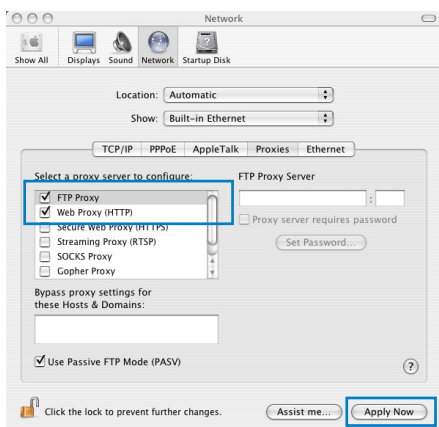 Network
Show All Displays Sound Network Startup Disk
Location: Automatic
Show: Built-in Ethernet
TCP/IP PPPoE AppleTalk Proxies Ethernet
Select a proxy server to configure: FTP Proxy Server
FTP Proxy
Web Proxy (HTTP) :
Secure Web Proxy (HTTPS) Proxy server requires password
Streaming Proxy (RTSP) Set Password...
SOCKS Proxy
Gopher Proxy
Bypass proxy settings for
these Hosts & Domains:
Use Passive FTP Mode (PASV) ?
Click the lock to prevent further changes. Assist me... Apply Now